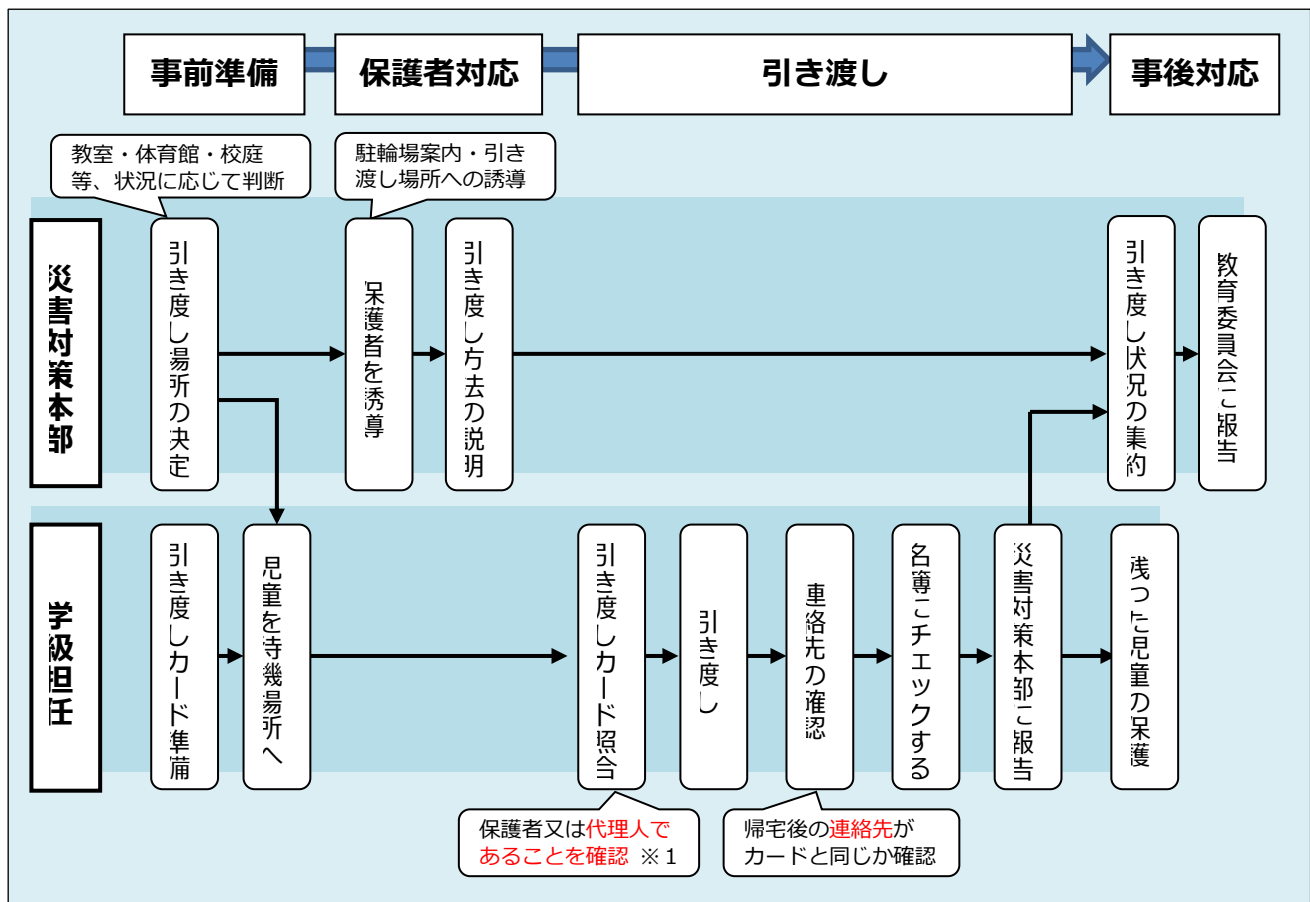 事前準備
保護者対応
引き渡し
事後対応
教室・体育館・校庭
等、状況に応じて判断
駐輪場案内・引き
渡し場所への誘導
災害対策本部
引き度し場所の決定
保護者を誘導
引き度し方法の説明
引き度し状況の集約
教育委員会に報告
学級担任
引き度しカード準備
児童を待機場所へ
引き度しカード照合
引き度し
連絡先の確認
名簿にチェックする
災害対策本部に報告
残った児童の保護
保護者又は代理人で
あることを確認 ※1
帰宅後の連絡先が
カードと同じか確認